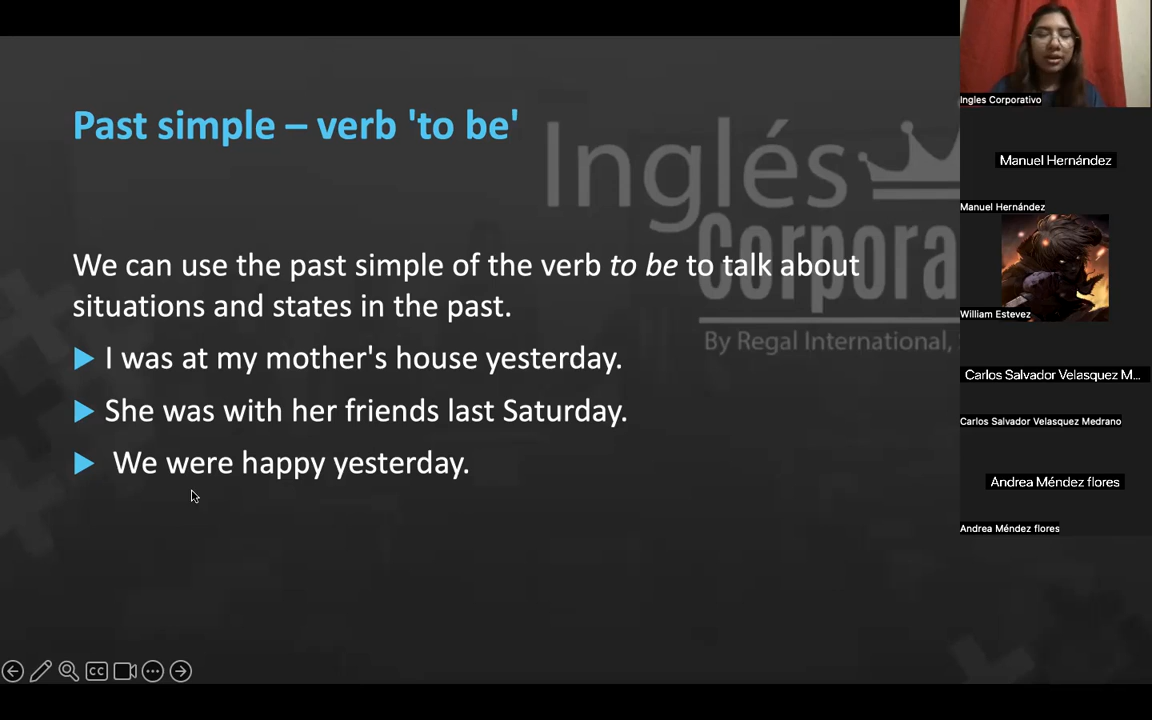 Past simple – verb 'to be'
Inglés
Corpora
By Regal International,
We can use the past simple of the verb to be to talk about
situations and states in the past.
I was at my mother's house yesterday.
She was with her friends last Saturday.
We were happy yesterday.
CC
Ingles Corporativo
Manuel Hernández
Manuel Hernández
William Estevez
Carlos Salvador Velasquez M...
Carlos Salvador Velasquez Medrano
Andrea Méndez flores
Andrea Méndez flores